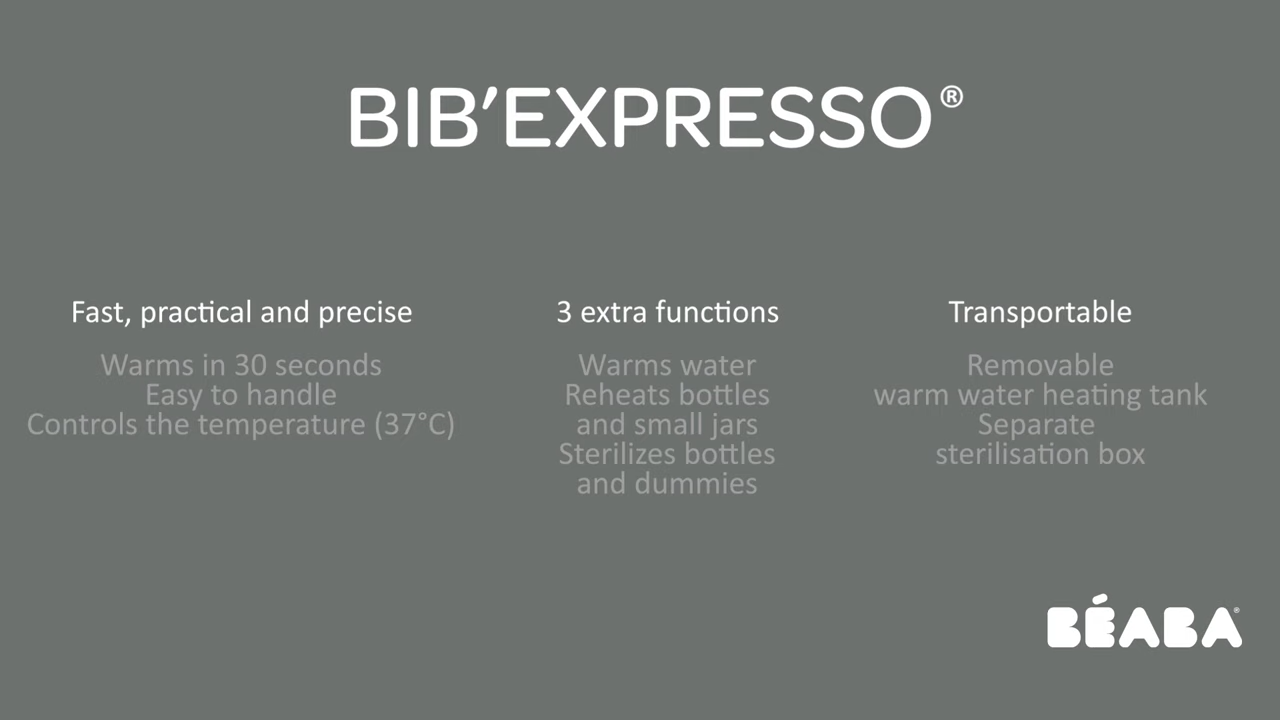 BIB'EXPRESSO®
Fast, practical and precise
Warms in 30 seconds
Easy to handle
Controls the temperature (37°C)
3 extra functions
Warms water
Reheats bottles
and small jars
Sterilizes bottles
and dummies
Transportable
Removable
warm water heating tank
Separate
sterilisation box
BÉABA®